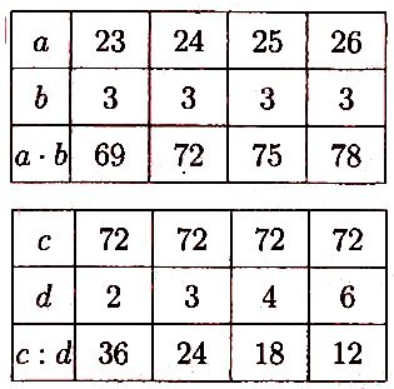 a 23 24 25 26
b 3 3 3 3
a · b 69 72 75 78
c 72 72 72 72
d 2 3 4 6
c : d 36 24 18 12